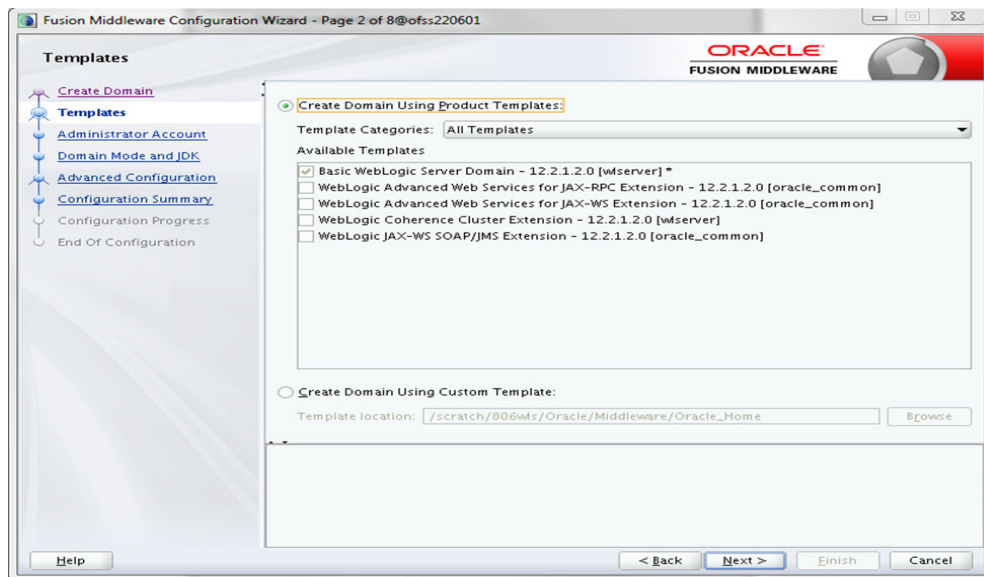 Fusion Middleware Configuration Wizard - Page 2 of 8@ofss220601
Templates
ORACLE
FUSION MIDDLEWARE
Create Domain
Templates
Administrator Account
Domain Mode and JDK
Advanced Configuration
Configuration Summary
Configuration Progress
End Of Configuration
Create Domain Using Product Templates:
Template Categories: All Templates
Available Templates
Basic WebLogic Server Domain - 12.2.1.2.0 [wlserver] *
WebLogic Advanced Web Services for JAX-RPC Extension - 12.2.1.2.0 [oracle_common]
WebLogic Advanced Web Services for JAX-WS Extension - 12.2.1.2.0 [oracle_common]
WebLogic Coherence Cluster Extension - 12.2.1.2.0 [wlserver]
WebLogic JAX-WS SOAP/JMS Extension - 12.2.1.2.0 [oracle_common]
Create Domain Using Custom Template:
Template location: /scratch/806wls/Oracle/Middleware/Oracle_Home Browse
Help < Back Next > Finish Cancel